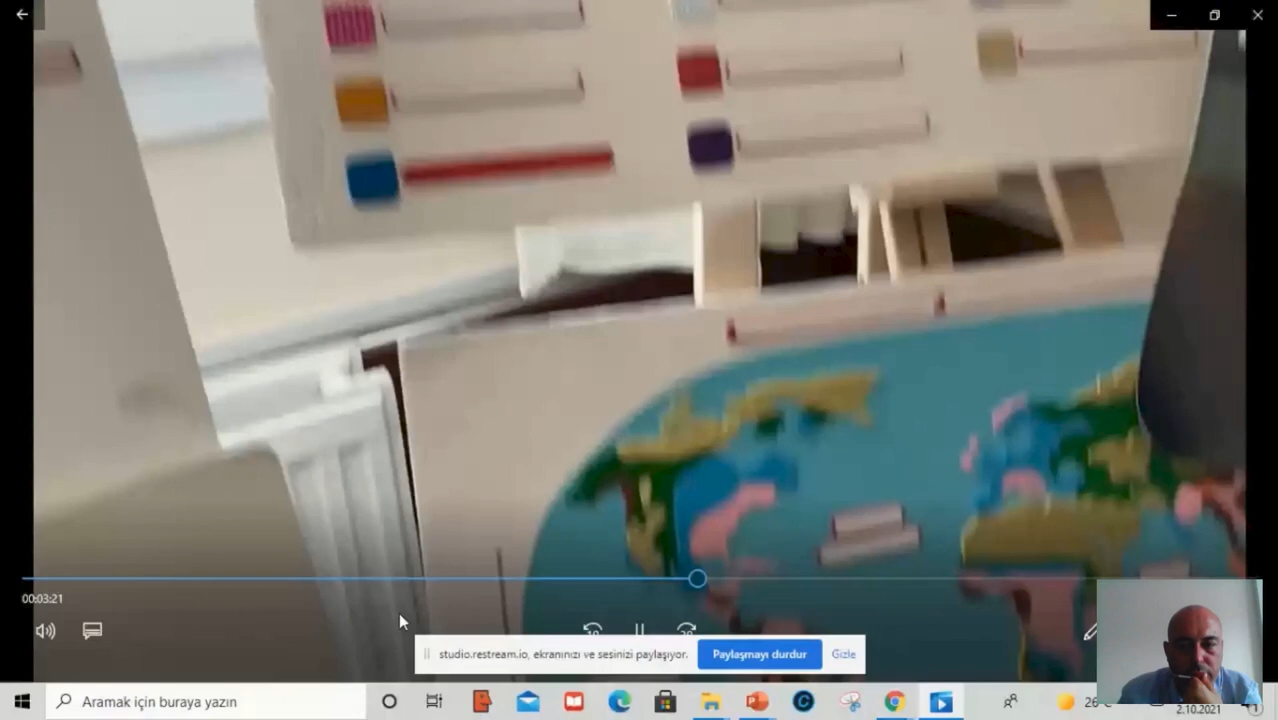 00:03:21
10
studio.restream.io, ekranınızı ve sesinizi paylaşıyor.
Paylaşmayı durdur
Gizle
Aramak için buraya yazın
2.10.2021